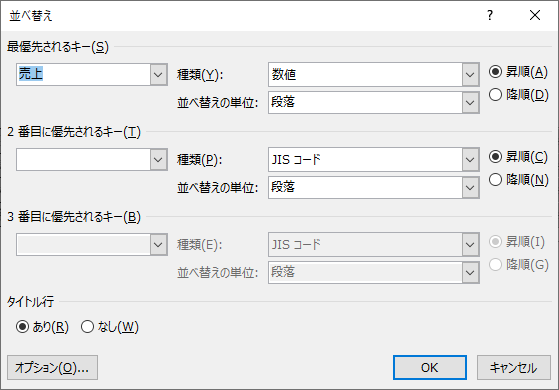 並べ替え ? ×
最優先されるキー(S)
売上 種類(Y): 数値 昇順(A)
並べ替えの単位: 段落 降順(D)
2 番目に優先されるキー(T)
種類(P): JIS コード 昇順(C)
並べ替えの単位: 段落 降順(N)
3 番目に優先されるキー(B)
種類(E): JIS コード 昇順(I)
並べ替えの単位: 段落 降順(G)
タイトル行
あり(R) なし(W)
オプション(O)... OK キャンセル